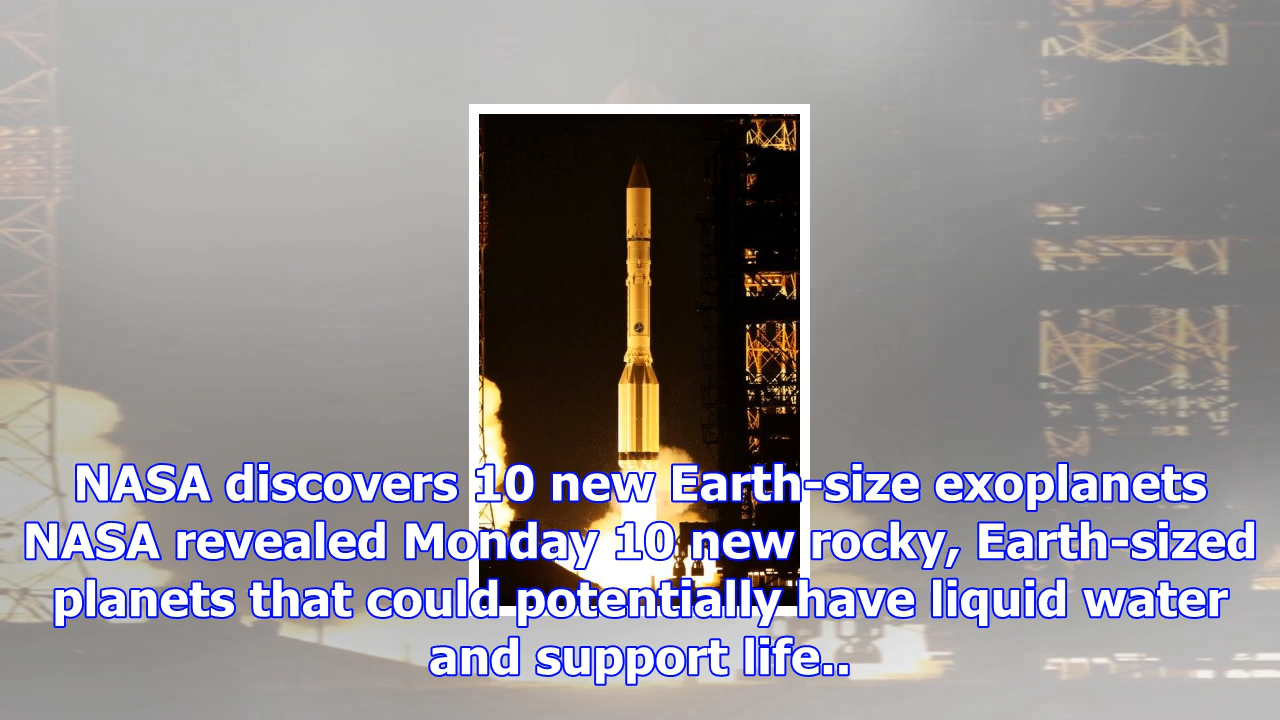 NASA discovers 10 new Earth-size exoplanets
NASA revealed Monday 10 new rocky, Earth-sized
planets that could potentially have liquid water
and support life..